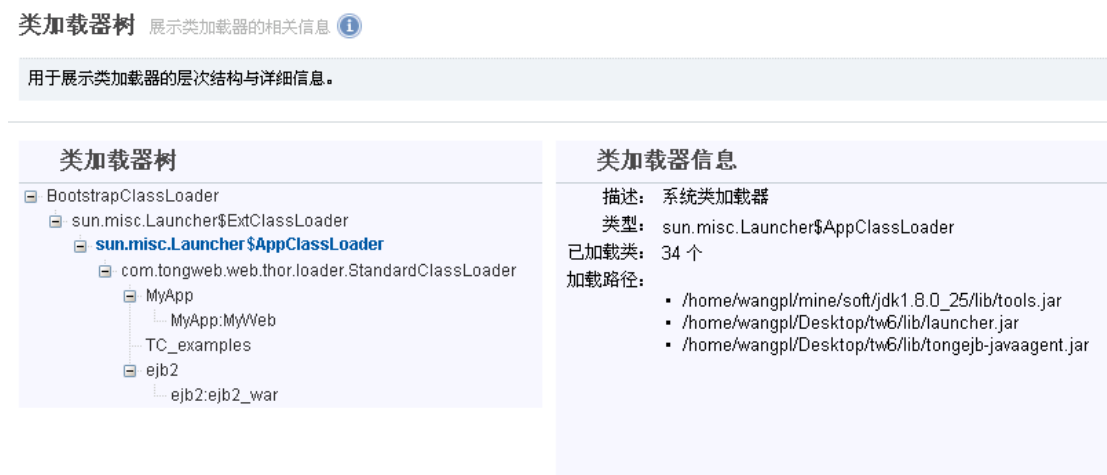 类加载器树 展示类加载器的相关信息
用于展示类加载器的层次结构与详细信息。
类加载器树
BootstrapClassLoader
sun.misc.Launcher$ExtClassLoader
sun.misc.Launcher$AppClassLoader
com.tongweb.web.thor.loader.StandardClassLoader
MyApp
MyApp:MyWeb
TC_examples
ejb2
ejb2:ejb2_war
类加载器信息
描述： 系统类加载器
类型： sun.misc.Launcher$AppClassLoader
已加载类： 34 个
加载路径：
▪ /home/wangpl/mine/soft/jdk1.8.0_25/lib/tools.jar
▪ /home/wangpl/Desktop/tw6/lib/launcher.jar
▪ /home/wangpl/Desktop/tw6/lib/tongejb-javaagent.jar